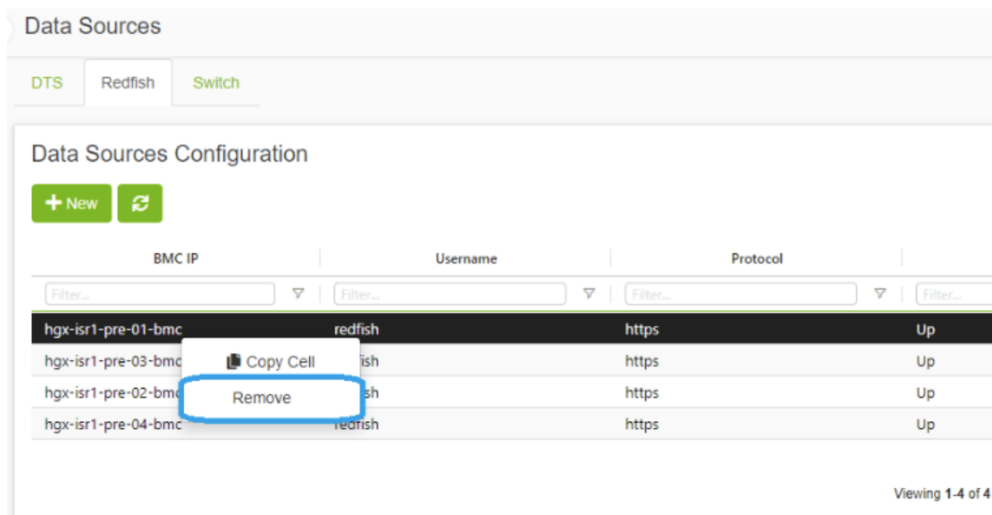 Data Sources
DTS Redfish Switch
Data Sources Configuration
+ New
BMC IP Username Protocol
Filter... Filter... Filter... Filter...
hgx-isr1-pre-01-bmc redfish https Up
hgx-isr1-pre-03-bmc ish https Up
hgx-isr1-pre-02-bmc sh https Up
hgx-isr1-pre-04-bmc redfish https Up
Copy Cell
Remove
Viewing 1-4 of 4